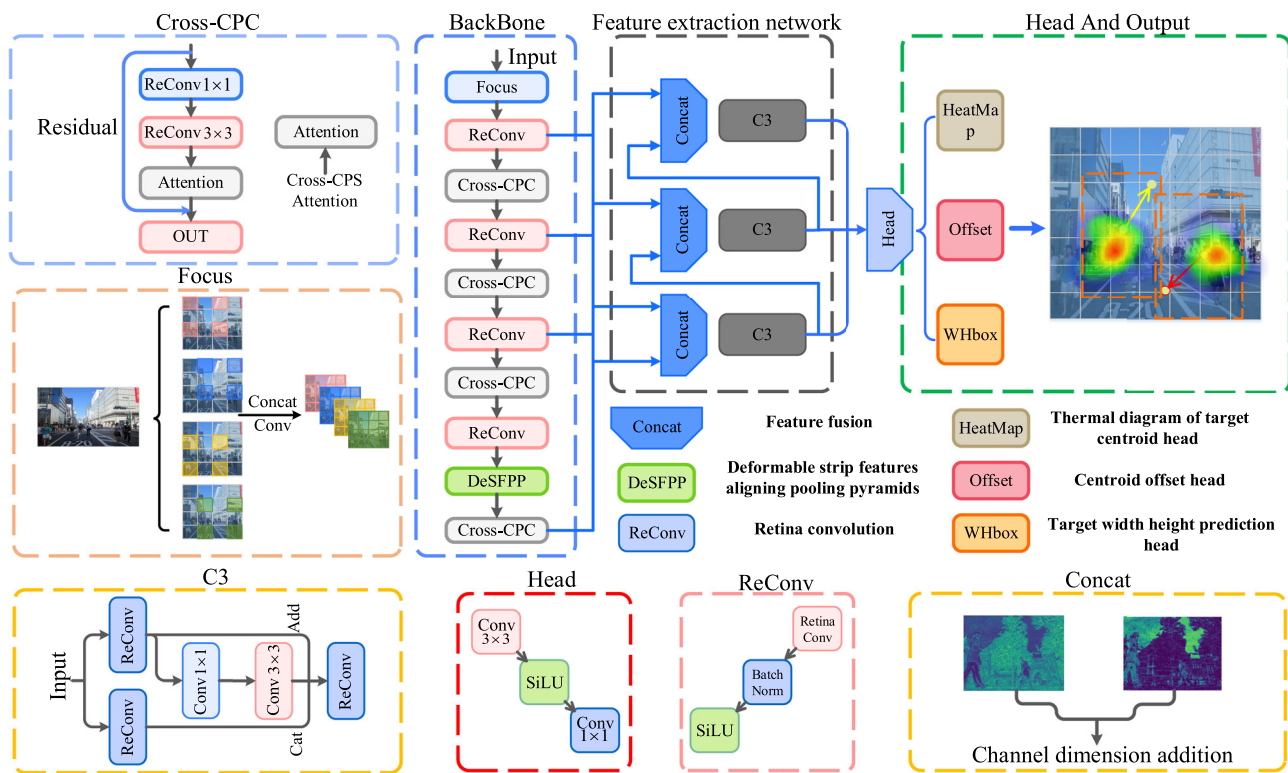 Cross-CPC
ReConv 1×1
Residual
ReConv 3×3
Attention
Attention
Cross-CPS
Attention
OUT
Focus
Concat
Conv
BackBone
Input
Focus
ReConv
Cross-CPC
ReConv
Cross-CPC
ReConv
Cross-CPC
ReConv
DeSFPP
Cross-CPC
Feature extraction network
Concat
C3
Concat
C3
Concat
C3
Head And Output
Head
HeatMa
p
Offset
WHbox
Concat
Feature fusion
DeSFPP
Deformable strip features
aligning pooling pyramids
ReConv
Retina convolution
HeatMap
Thermal diagram of target
centroid head
Offset
Centroid offset head
WHbox
Target width height prediction
head
C3
Input
ReConv
ReConv
Conv 1×1
Conv 3×3
Add
Cat
ReConv
Head
Conv
3×3
SiLU
Conv
1×1
ReConv
Retina
Conv
Batch
Norm
SiLU
Concat
Channel dimension addition